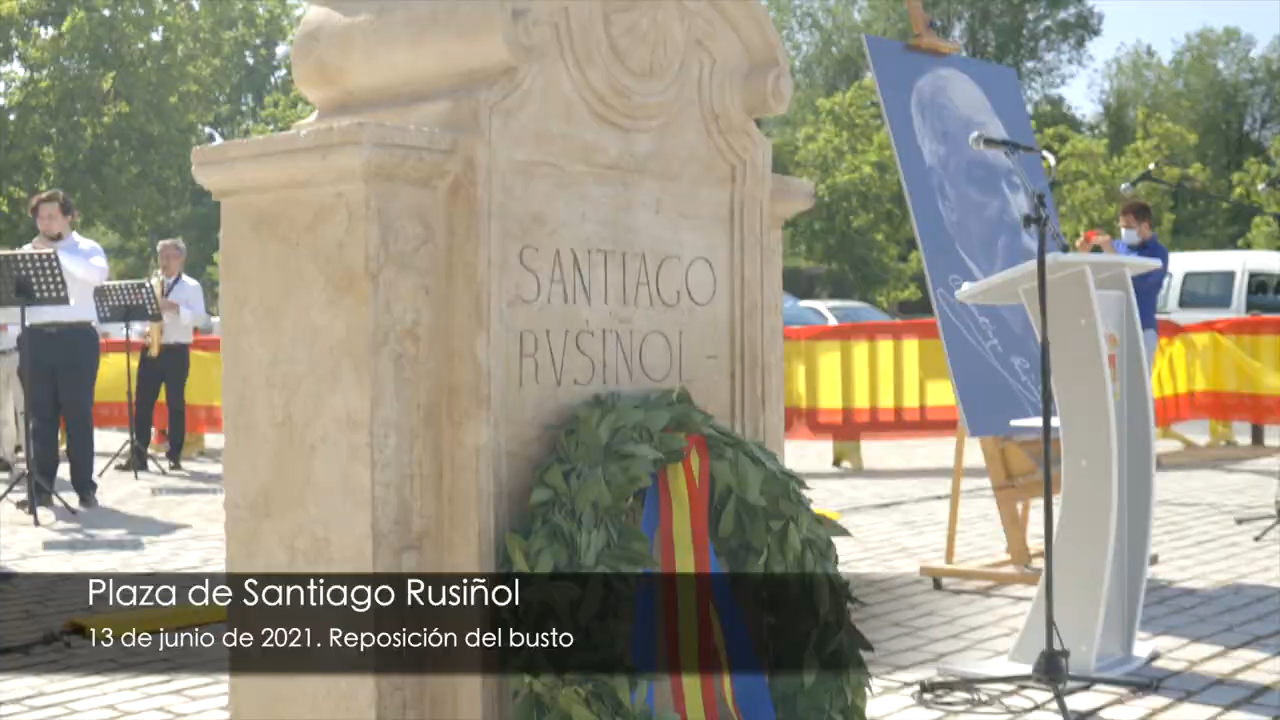 SANTIAGO
RVSIÑOL -
Plaza de Santiago Rusiñol
13 de junio de 2021. Reposición del busto